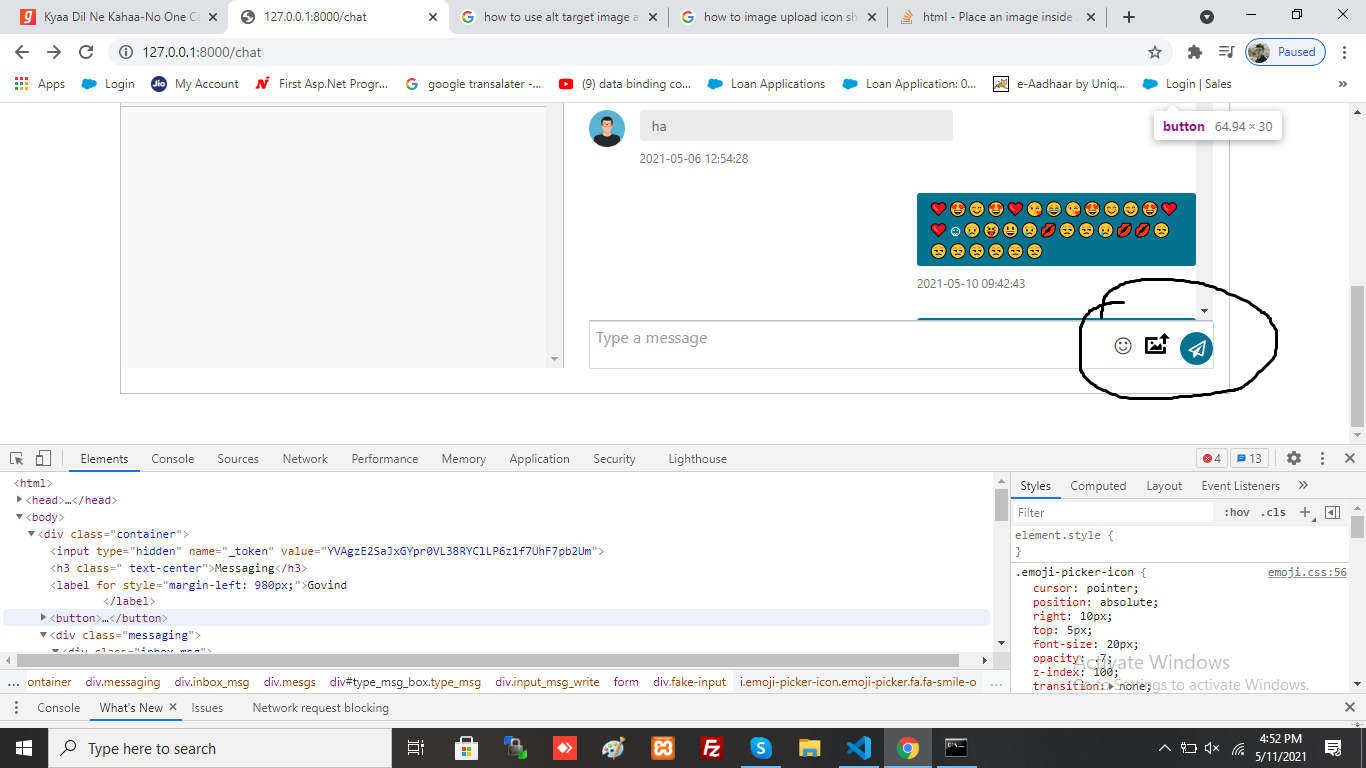 Kyaa Dil Ne Kahaa-No One Ca
127.0.0.1:8000/chat
how to use alt target image a
how to image upload icon sh
html - Place an image inside
127.0.0.1:8000/chat
Paused
Apps
Login
Jio
My Account
First Asp.Net Progr...
google transalater -...
(9) data binding co...
Loan Applications
Loan Application: 0...
e-Aadhaar by Uniq...
Login | Sales
»
button 64.94 × 30
ha
2021-05-06 12:54:28
2021-05-10 09:42:43
Type a message
Elements Console Sources Network Performance Memory Application Security Lighthouse
4 13
<html>
<head>…</head>
<body>
<div class="container">
<input type="hidden" name="_token" value="YVAgzE2SaJxGYpr0VL38RYClLP6z1f7UhF7pb2Um">
<h3 class=" text-center">Messaging</h3>
<label for style="margin-left: 980px;">Govind
</label>
<button>…</button>
<div class="messaging">
<div class="inbox_msg">
Styles Computed Layout Event Listeners »
Filter :hov .cls +
element.style {
}
.emoji-picker-icon { emoji.css:56
cursor: pointer;
position: absolute;
right: 10px;
top: 5px;
font-size: 20px;
opacity: .7;
z-index: 100;
transition: none;
Activate Windows
Go to Settings to activate Windows.
... ontainer div.messaging div.inbox_msg div.mesgs div#type_msg_box.type_msg div.input_msg_write form div.fake-input i.emoji-picker-icon.emoji-picker.fa.fa-smile-o ...
Console What's New Issues Network request blocking
Type here to search
4:52 PM
5/11/2021